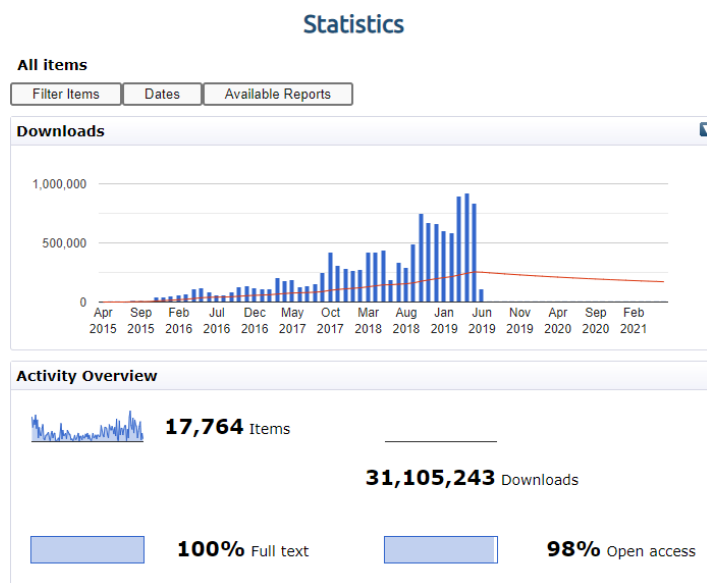 Statistics
All items
Filter Items Dates Available Reports
Downloads
1,000,000
500,000
0
Apr Sep Feb Jul Dec May Oct Mar Aug Jan Jun Nov Apr Sep Feb
2015 2015 2016 2016 2016 2017 2017 2018 2018 2019 2019 2019 2020 2020 2021
Activity Overview
17,764 Items
31,105,243 Downloads
100% Full text 98% Open access